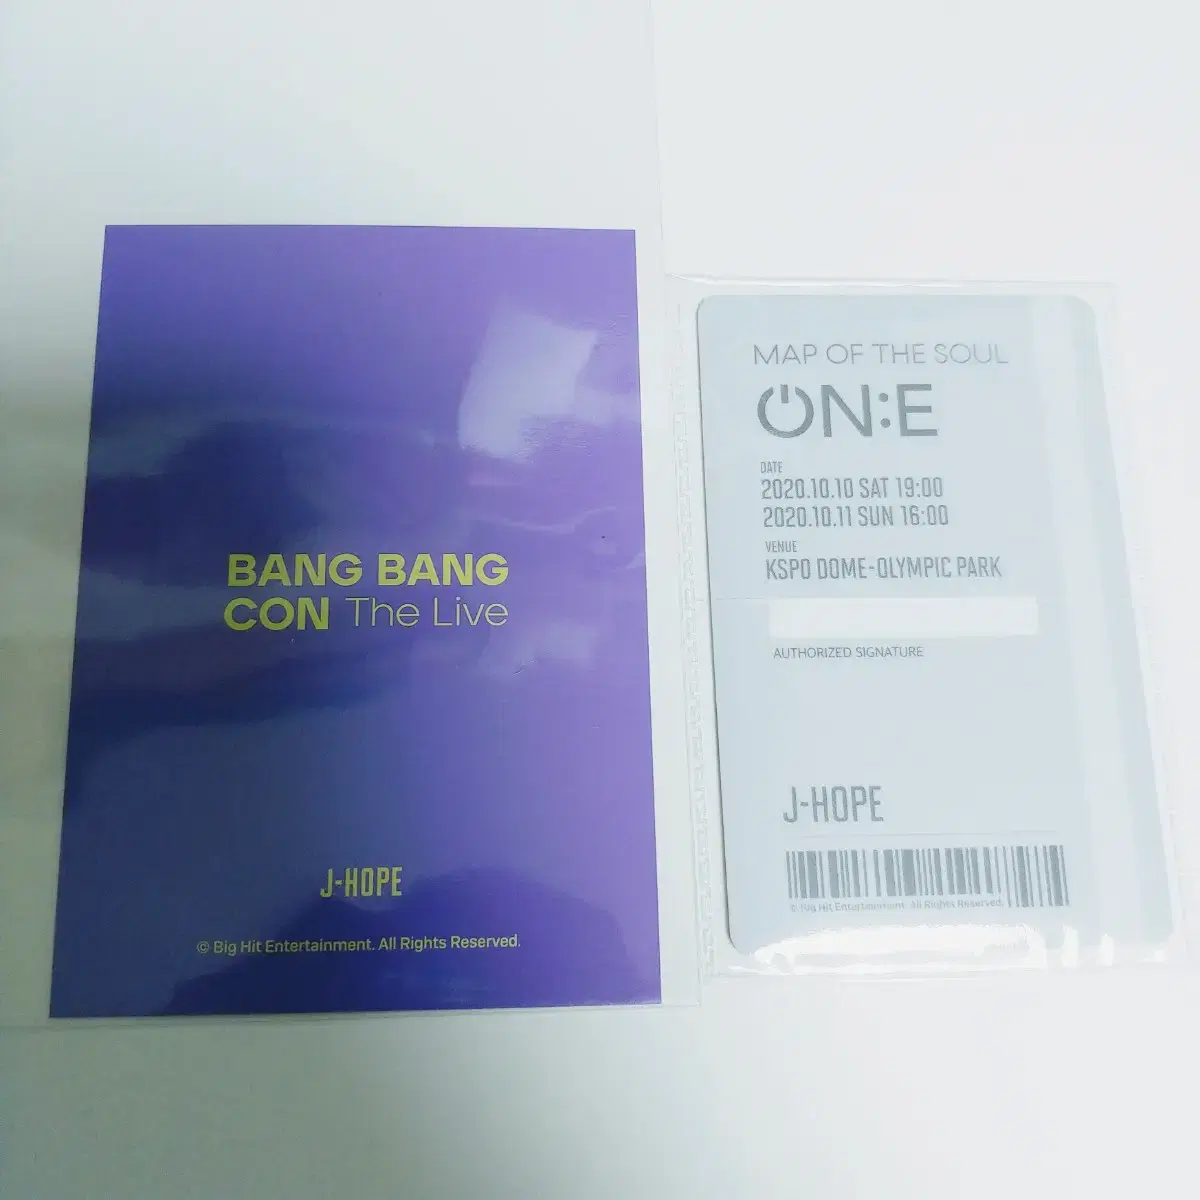 BANG BANG
CON The Live
J-HOPE
© Big Hit Entertainment. All Rights Reserved.
MAP OF THE SOUL
ON:E
DATE
2020.10.10 SAT 19:00
2020.10.11 SUN 16:00
VENUE
KSPO DOME-OLYMPIC PARK
AUTHORIZED SIGNATURE
J-HOPE
© Big Hit Entertainment. All Rights Reserved.